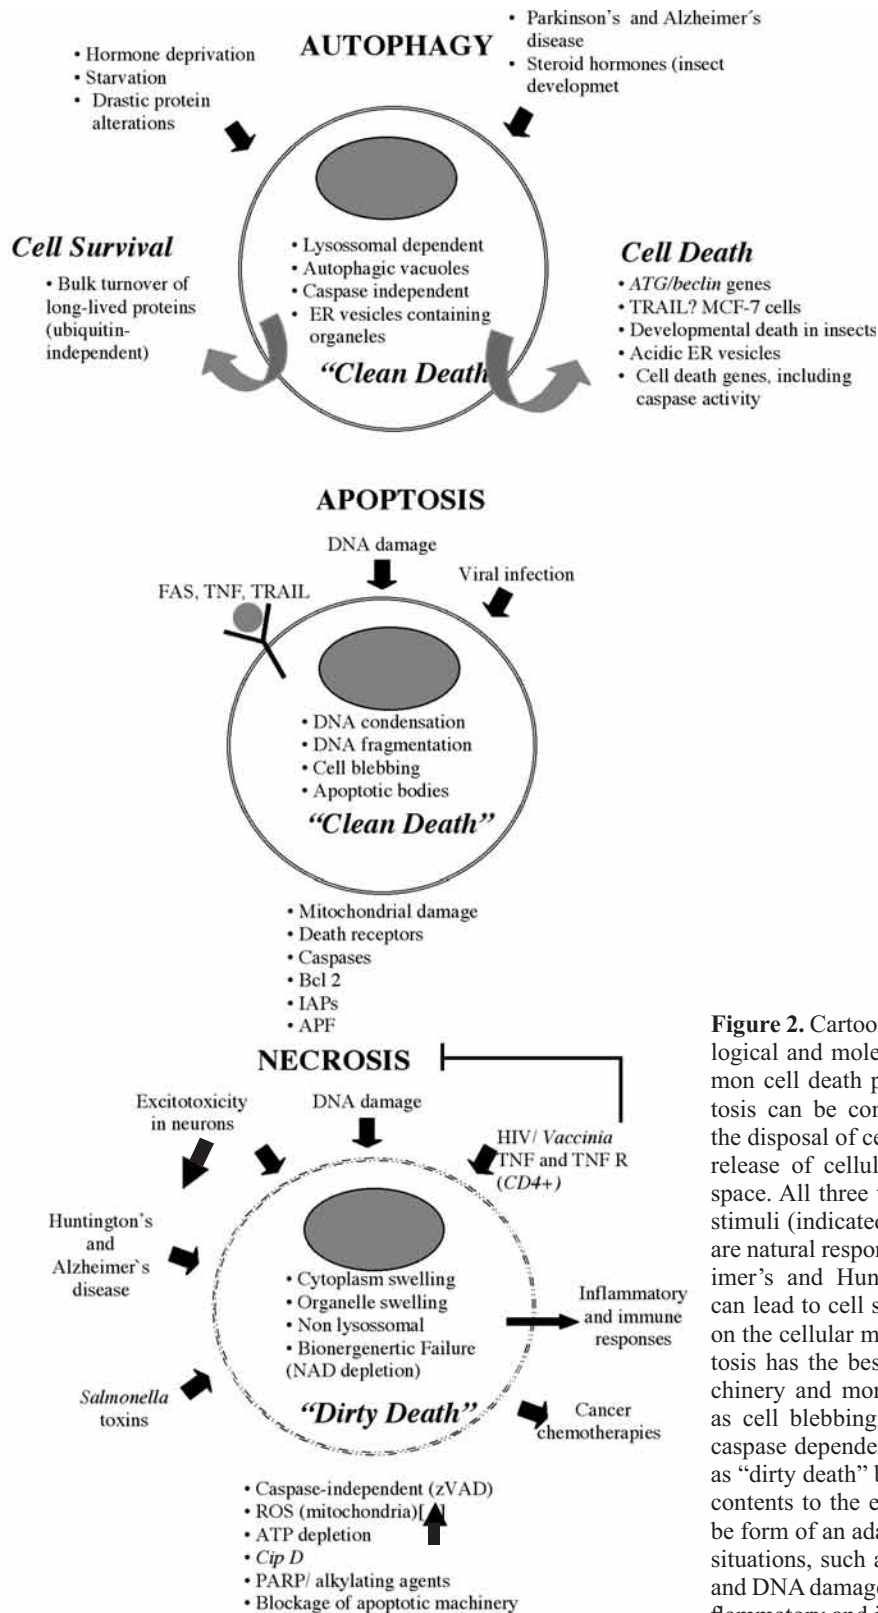 AUTOPHAGY
• Hormone deprivation
• Starvation
• Drastic protein
alterations
• Parkinson's and Alzheimer´s
disease
• Steroid hormones (insect
developmet
Cell Survival
• Bulk turnover of
long-lived proteins
(ubiquitin-
independent)
• Lysossomal dependent
• Autophagic vacuoles
• Caspase independent
• ER vesicles containing
organeles
"Clean Death
Cell Death
• ATG/beclin genes
• TRAIL? MCF-7 cells
• Developmental death in insects
• Acidic ER vesicles
• Cell death genes, including
caspase activity
APOPTOSIS
DNA damage
Viral infection
FAS, TNF, TRAIL
• DNA condensation
• DNA fragmentation
• Cell blebbing
• Apoptotic bodies
"Clean Death"
• Mitochondrial damage
• Death receptors
• Caspases
• Bcl 2
• IAPs
• APF
NECROSIS
Excitotoxicity
in neurons
DNA damage
HIV/ Vaccinia
TNF and TNF R
(CD4+)
Huntington's
and
Alzheimer`s
disease
• Cytoplasm swelling
• Organelle swelling
• Non lysossomal
• Bionergenertic Failure
(NAD depletion)
"Dirty Death"
Inflammatory
and immune
responses
Salmonella
toxins
Cancer
chemotherapies
• Caspase-independent (zVAD)
• ROS (mitochondria)[ ]
• ATP depletion
• Cip D
• PARP/ alkylating agents
• Blockage of apoptotic machinery
Figure 2. Cartoo
logical and mole
mon cell death p
tosis can be con
the disposal of ce
release of cellul
space. All three
stimuli (indicated
are natural respon
imer's and Hun
can lead to cell s
on the cellular m
tosis has the bes
chinery and mor
as cell blebbing
caspase depende
as "dirty death" b
contents to the e
be form of an ada
situations, such a
and DNA damage